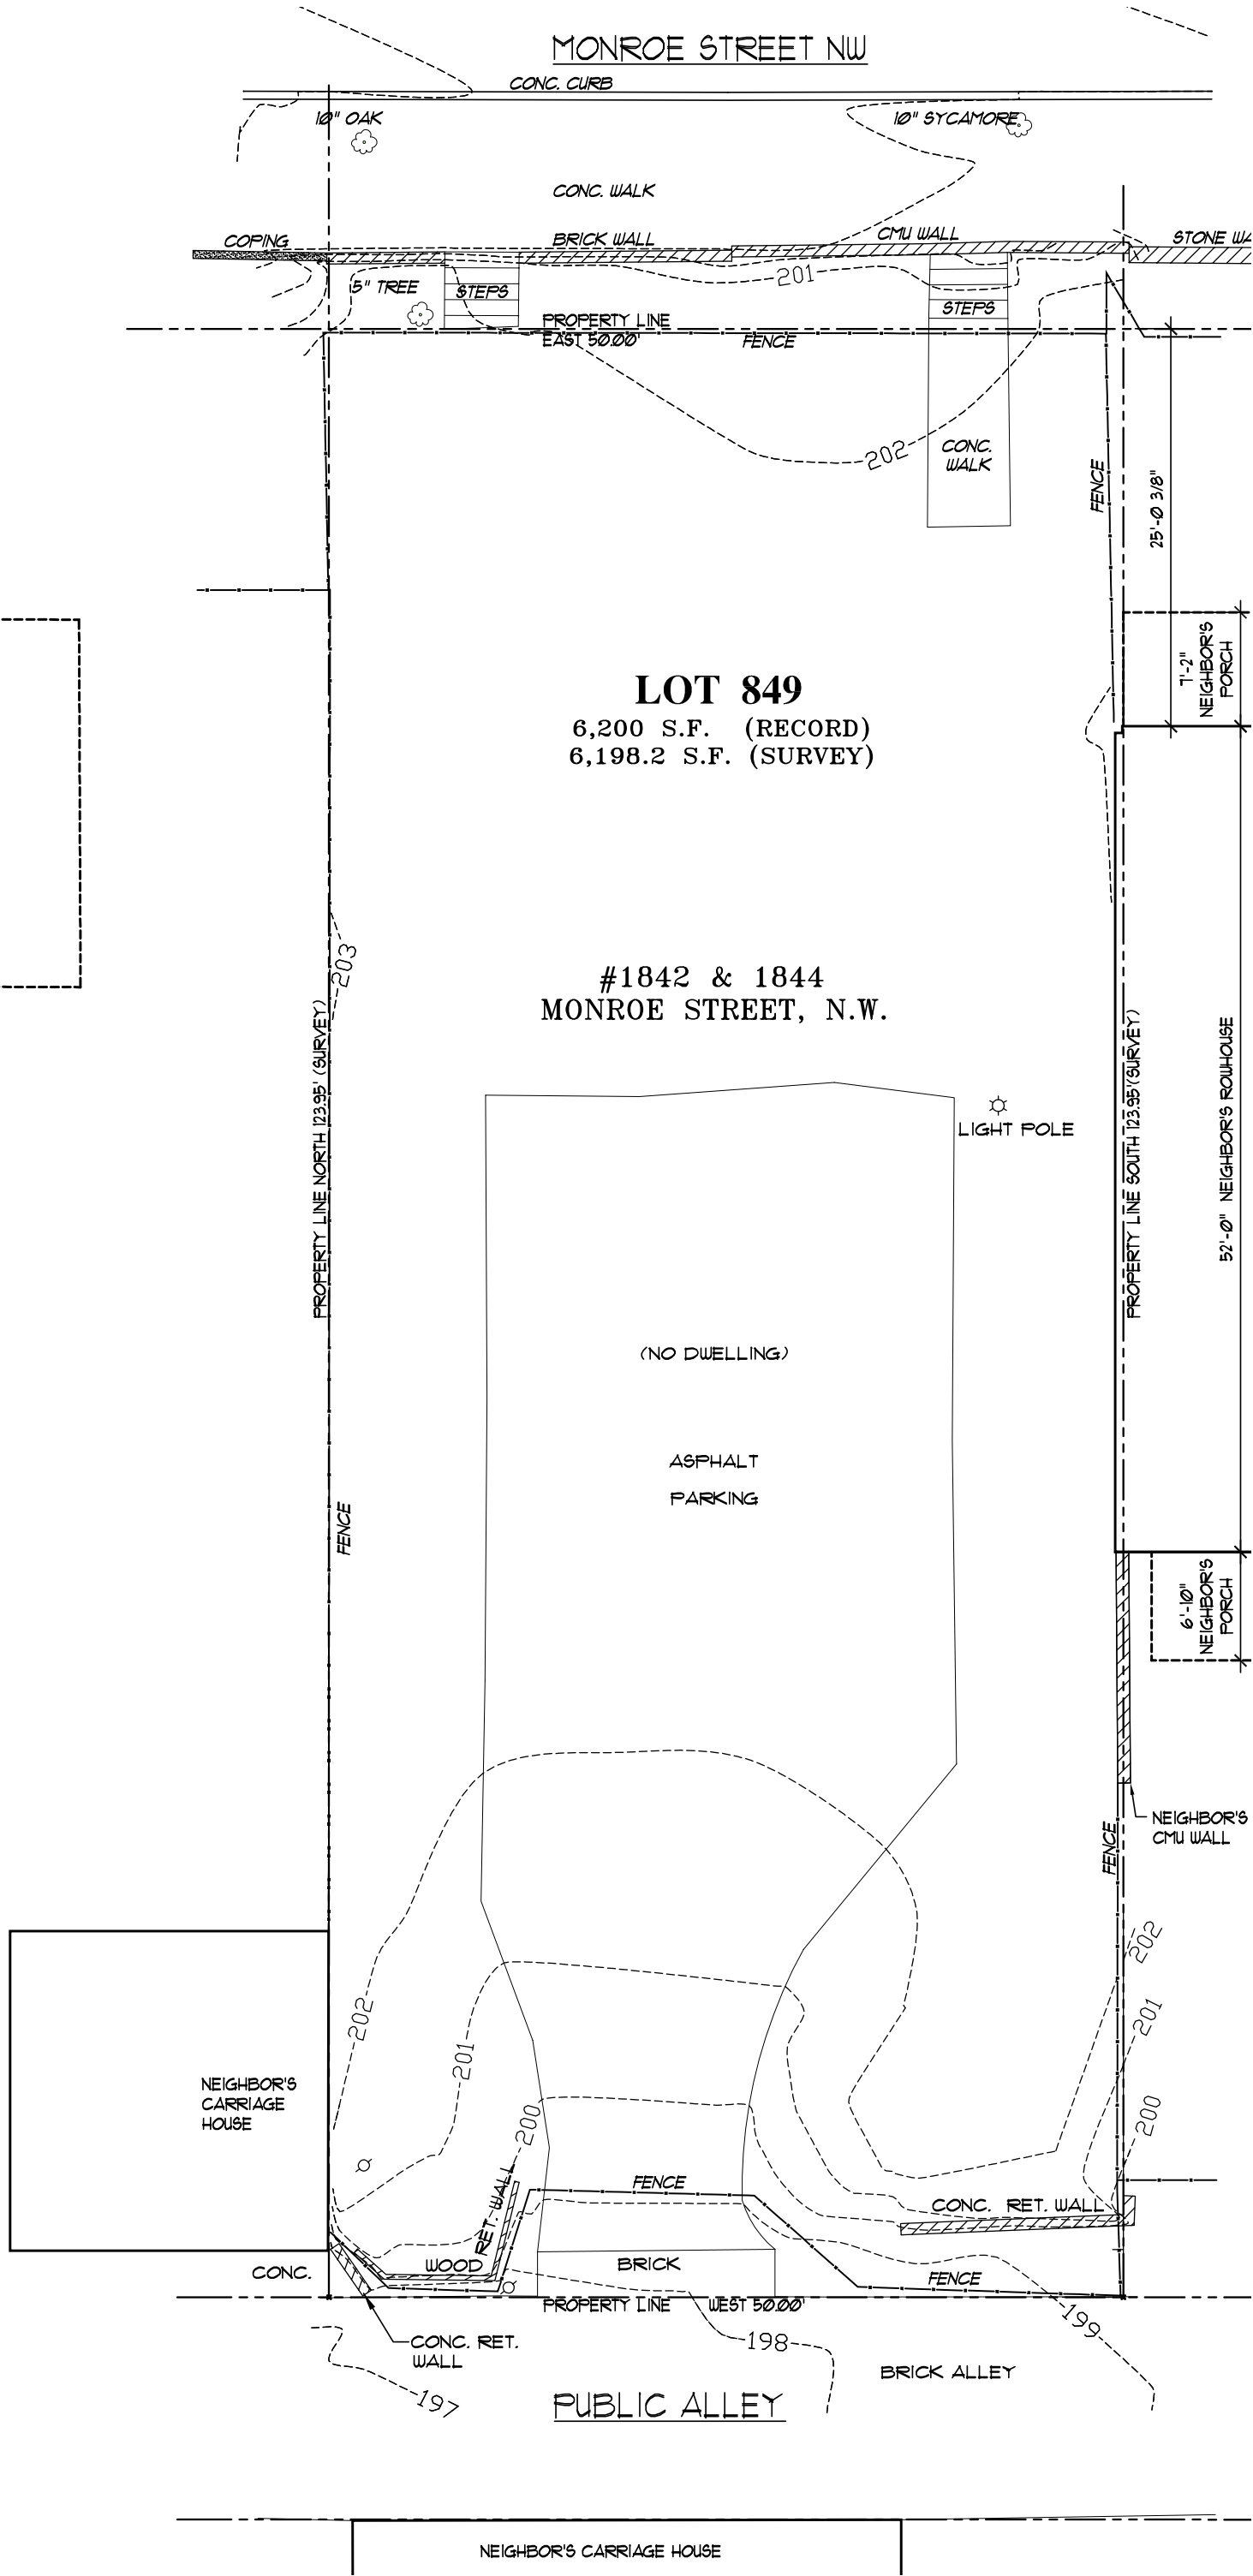 MONROE STREET NW
CONC. CURB
10" OAK
10" SYCAMORE
CONC. WALK
COPING
BRICK WALL
CMU WALL
STONE WA
5" TREE
STEPS
201
STEPS
PROPERTY LINE
EAST 50.00'
FENCE
202
CONC.
WALK
FENCE
25'-0 3/8"
7'-2"
NEIGHBOR'S
PORCH
LOT 849
6,200 S.F. (RECORD)
6,198.2 S.F. (SURVEY)
203
#1842 & 1844
MONROE STREET, N.W.
PROPERTY LINE NORTH 123.95' (SURVEY)
PROPERTY LINE SOUTH 123.95'(SURVEY)
52'-0" NEIGHBOR'S ROWHOUSE
LIGHT POLE
(NO DWELLING)
ASPHALT
PARKING
FENCE
6'-10"
NEIGHBOR'S
PORCH
NEIGHBOR'S
CMU WALL
FENCE
202
201
200
202
201
200
NEIGHBOR'S
CARRIAGE
HOUSE
RET. WALL
WOOD
FENCE
CONC. RET. WALL
CONC.
BRICK
FENCE
PROPERTY LINE WEST 50.00'
CONC. RET.
WALL
198
199
BRICK ALLEY
197
PUBLIC ALLEY
NEIGHBOR'S CARRIAGE HOUSE